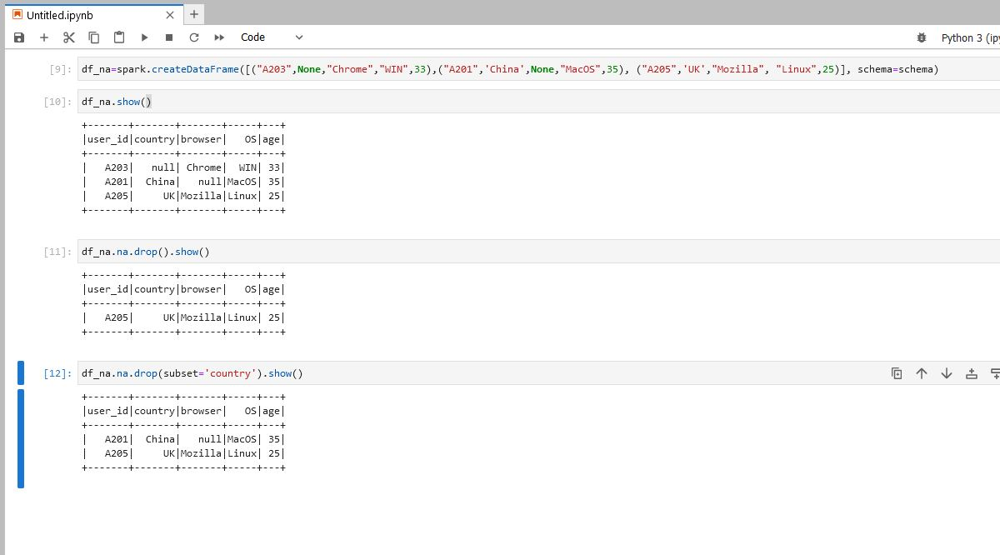 Untitled.ipynb
Code
Python 3 (ipy
[9]: df_na=spark.createDataFrame([("A203",None,"Chrome","WIN",33),("A201",'China',None,"MacOS",35), ("A205",'UK',"Mozilla", "Linux",25)], schema=schema)
[10]: df_na.show()
+-------+-------+-------+-----+---+
|user_id|country|browser|   OS|age|
+-------+-------+-------+-----+---+
|   A203|   null| Chrome|  WIN| 33|
|   A201|  China|   null|MacOS| 35|
|   A205|     UK|Mozilla|Linux| 25|
+-------+-------+-------+-----+---+
[11]: df_na.na.drop().show()
+-------+-------+-------+-----+---+
|user_id|country|browser|   OS|age|
+-------+-------+-------+-----+---+
|   A205|     UK|Mozilla|Linux| 25|
+-------+-------+-------+-----+---+
[12]: df_na.na.drop(subset='country').show()
+-------+-------+-------+-----+---+
|user_id|country|browser|   OS|age|
+-------+-------+-------+-----+---+
|   A201|  China|   null|MacOS| 35|
|   A205|     UK|Mozilla|Linux| 25|
+-------+-------+-------+-----+---+